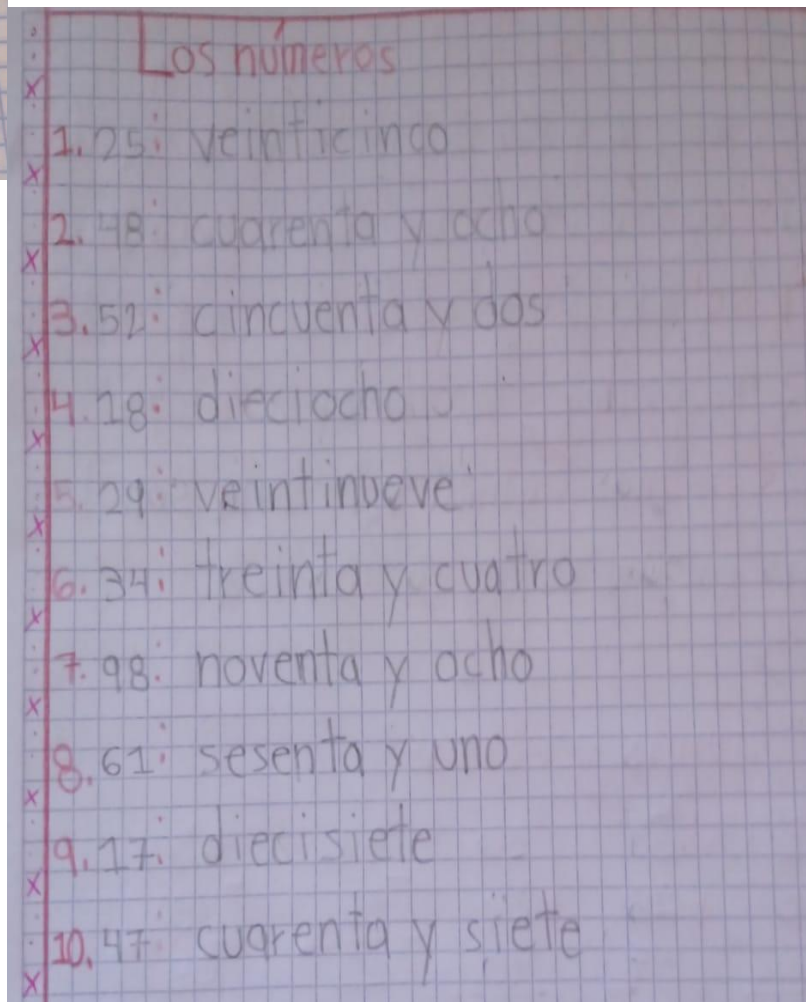 Los números
1. 25: veinticinco
2. 48: cuarenta y ocho
3. 52: cincuenta y dos
4. 18: dieciocho
5. 29: veintinueve
6. 34: treinta y cuatro
7. 98: noventa y ocho
8. 61: sesenta y uno
9. 17: diecisiete
10. 47: cuarenta y siete